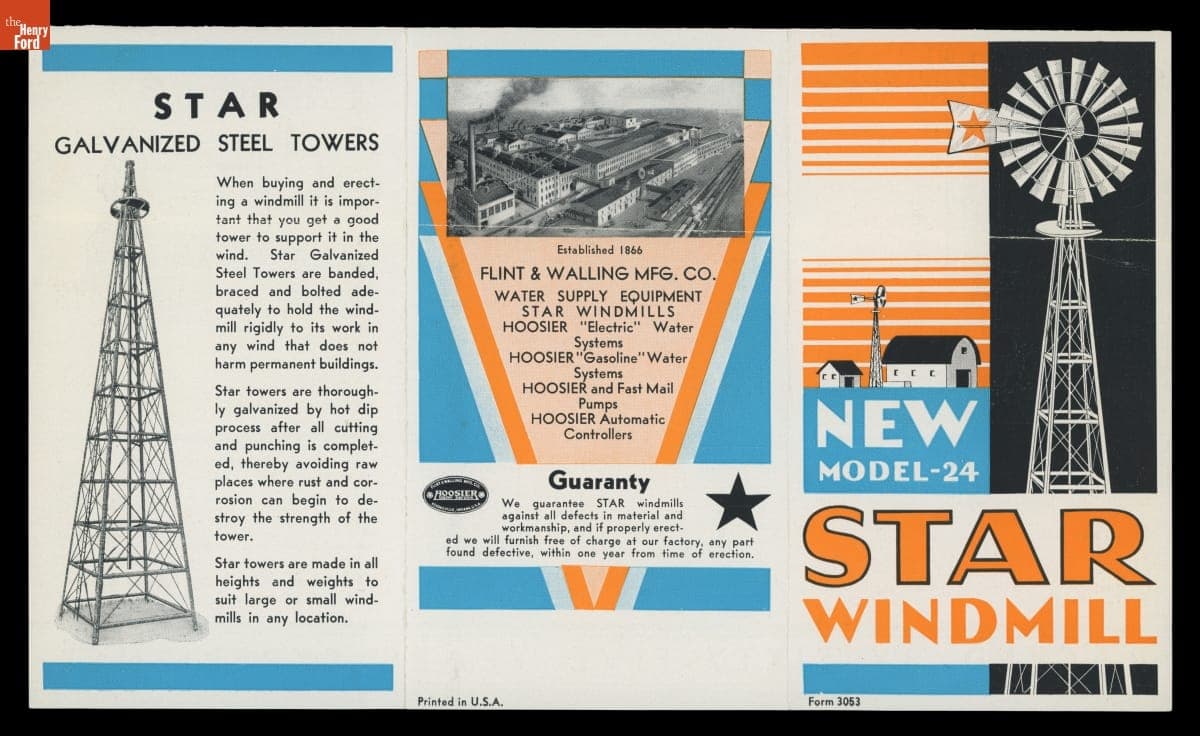 the
Henry
Ford
STAR
GALVANIZED STEEL TOWERS
When buying and erect-
ing a windmill it is impor-
tant that you get a good
tower to support it in the
wind. Star Galvanized
Steel Towers are banded,
braced and bolted ade-
quately to hold the wind-
mill rigidly to its work in
any wind that does not
harm permanent buildings.
Star towers are thorough-
ly galvanized by hot dip
process after all cutting
and punching is complet-
ed, thereby avoiding raw
places where rust and cor-
rosion can begin to de-
stroy the strength of the
tower.
Star towers are made in all
heights and weights to
suit large or small wind-
mills in any location.
Established 1866
FLINT & WALLING MFG. CO.
WATER SUPPLY EQUIPMENT
STAR WINDMILLS
HOOSIER "Electric" Water
Systems
HOOSIER "Gasoline" Water
Systems
HOOSIER and Fast Mail
Pumps
HOOSIER Automatic
Controllers
FLINT & WALLING MFG. CO.
HOOSIER
Guaranty
We guarantee STAR windmills
against all defects in material and
workmanship, and if properly erect-
ed we will furnish free of charge at our factory, any part
found defective, within one year from time of erection.
Printed in U.S.A.
NEW
MODEL-24
STAR
WINDMILL
Form 3053